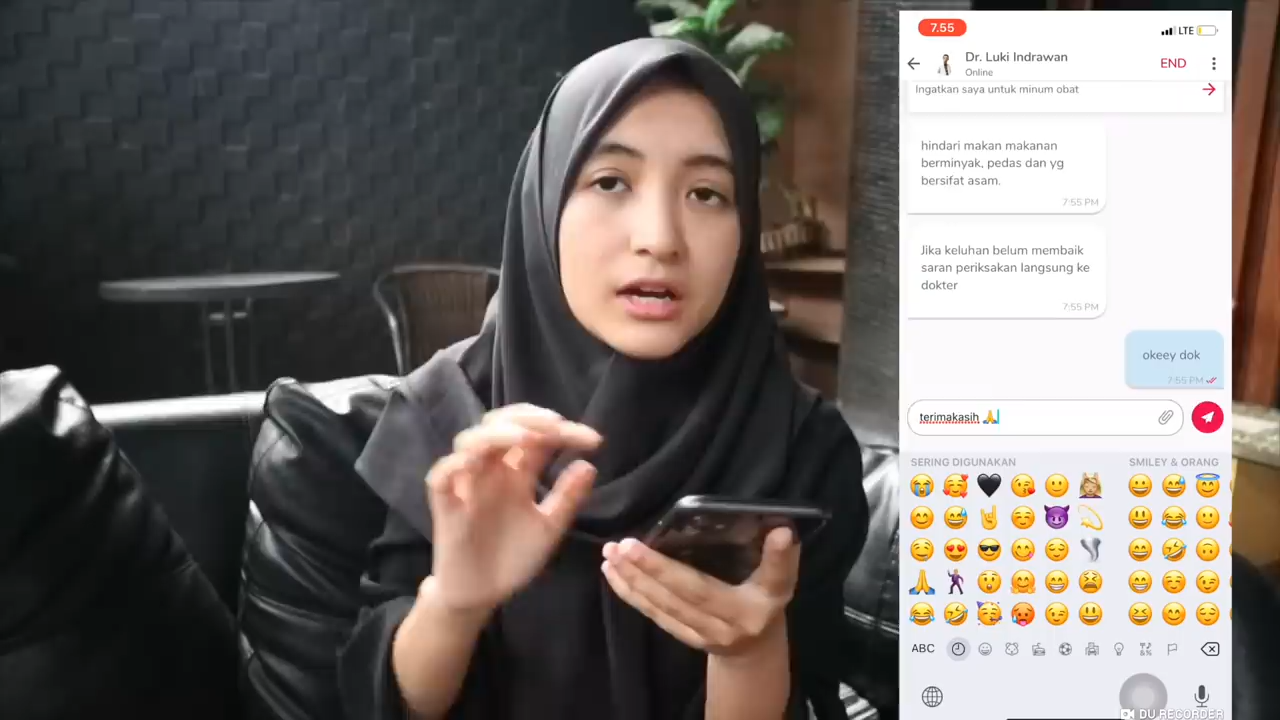 7.55
LTE
Dr. Luki Indrawan
Online
END
Ingatkan saya untuk minum obat
hindari makan makanan
berminyak, pedas dan yg
bersifat asam.
7:55 PM
Jika keluhan belum membaik
saran periksakan langsung ke
dokter
7:55 PM
okeey dok
7:55 PM
terimakasih 🙏
SERING DIGUNAKAN
SMILEY & ORANG
ABC
DU RECORDER